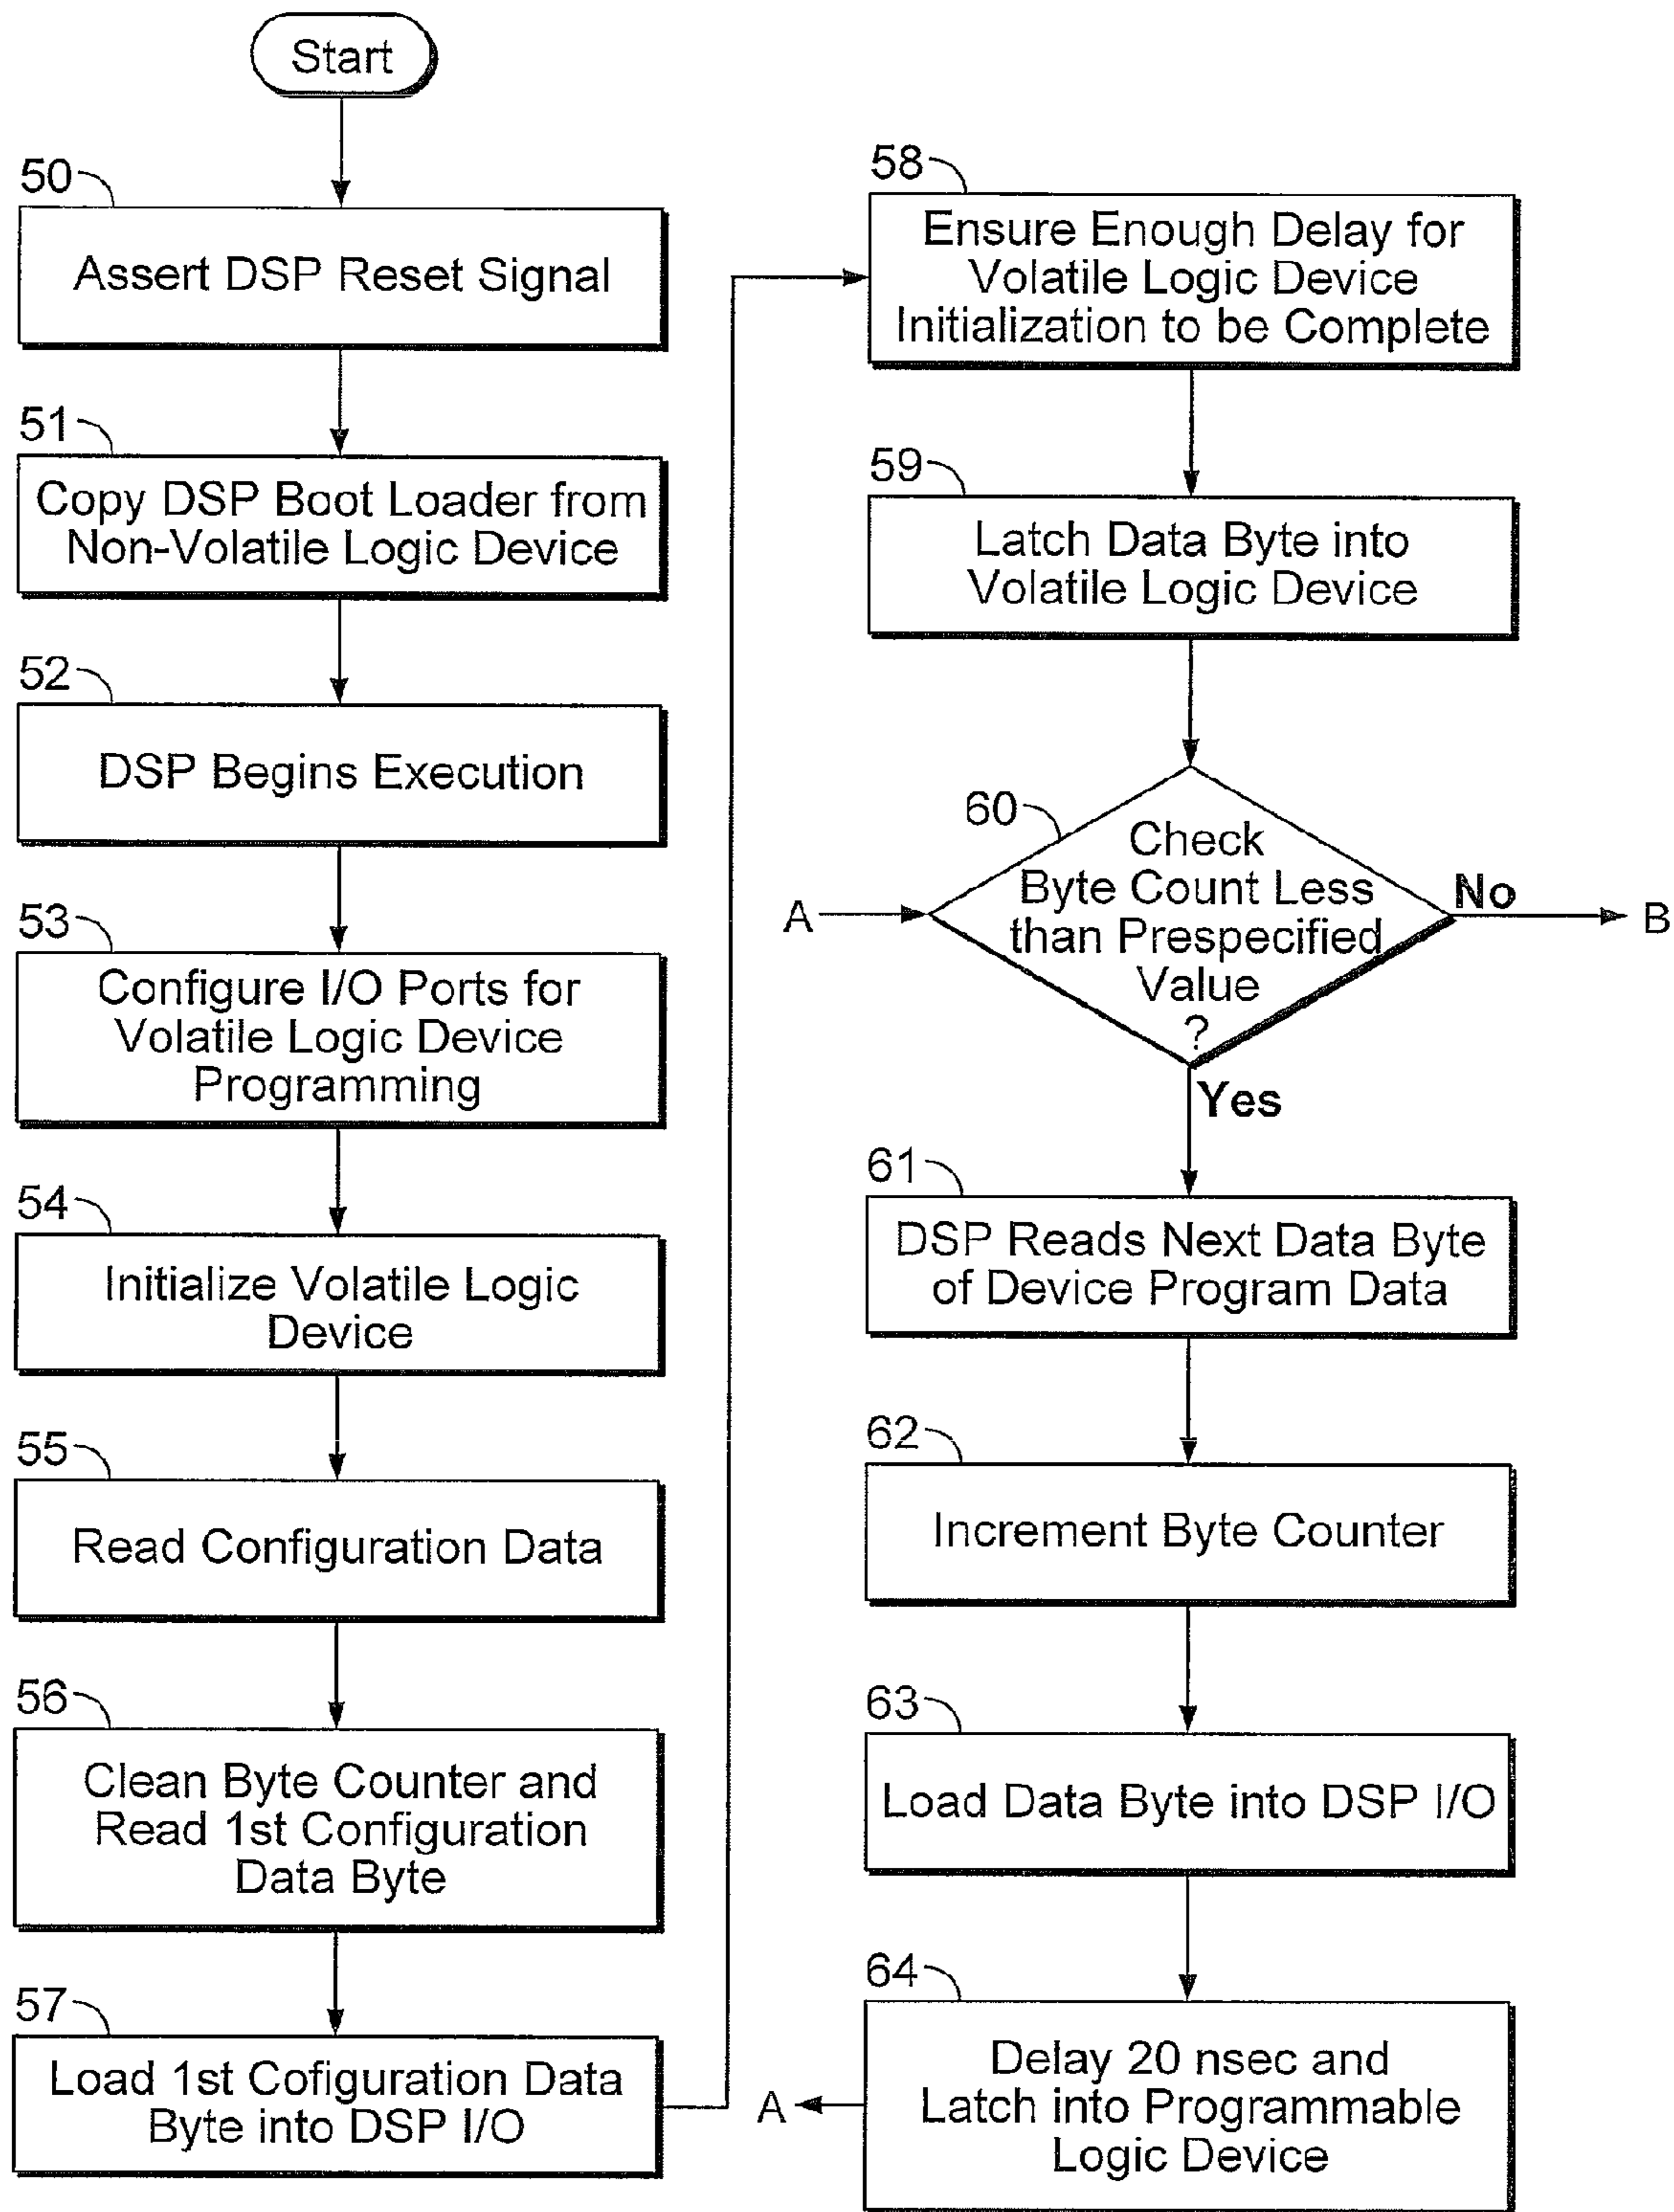 Start
50
Assert DSP Reset Signal
51
Copy DSP Boot Loader from
Non-Volatile Logic Device
52
DSP Begins Execution
53
Configure I/O Ports for
Volatile Logic Device
Programming
54
Initialize Volatile Logic
Device
55
Read Configuration Data
56
Clean Byte Counter and
Read 1st Configuration
Data Byte
57
Load 1st Cofiguration Data
Byte into DSP I/O
58
Ensure Enough Delay for
Volatile Logic Device
Initialization to be Complete
59
Latch Data Byte into
Volatile Logic Device
60
Check
Byte Count Less
than Prespecified
Value
?
A
No
B
Yes
61
DSP Reads Next Data Byte
of Device Program Data
62
Increment Byte Counter
63
Load Data Byte into DSP I/O
64
Delay 20 nsec and
Latch into Programmable
Logic Device
A